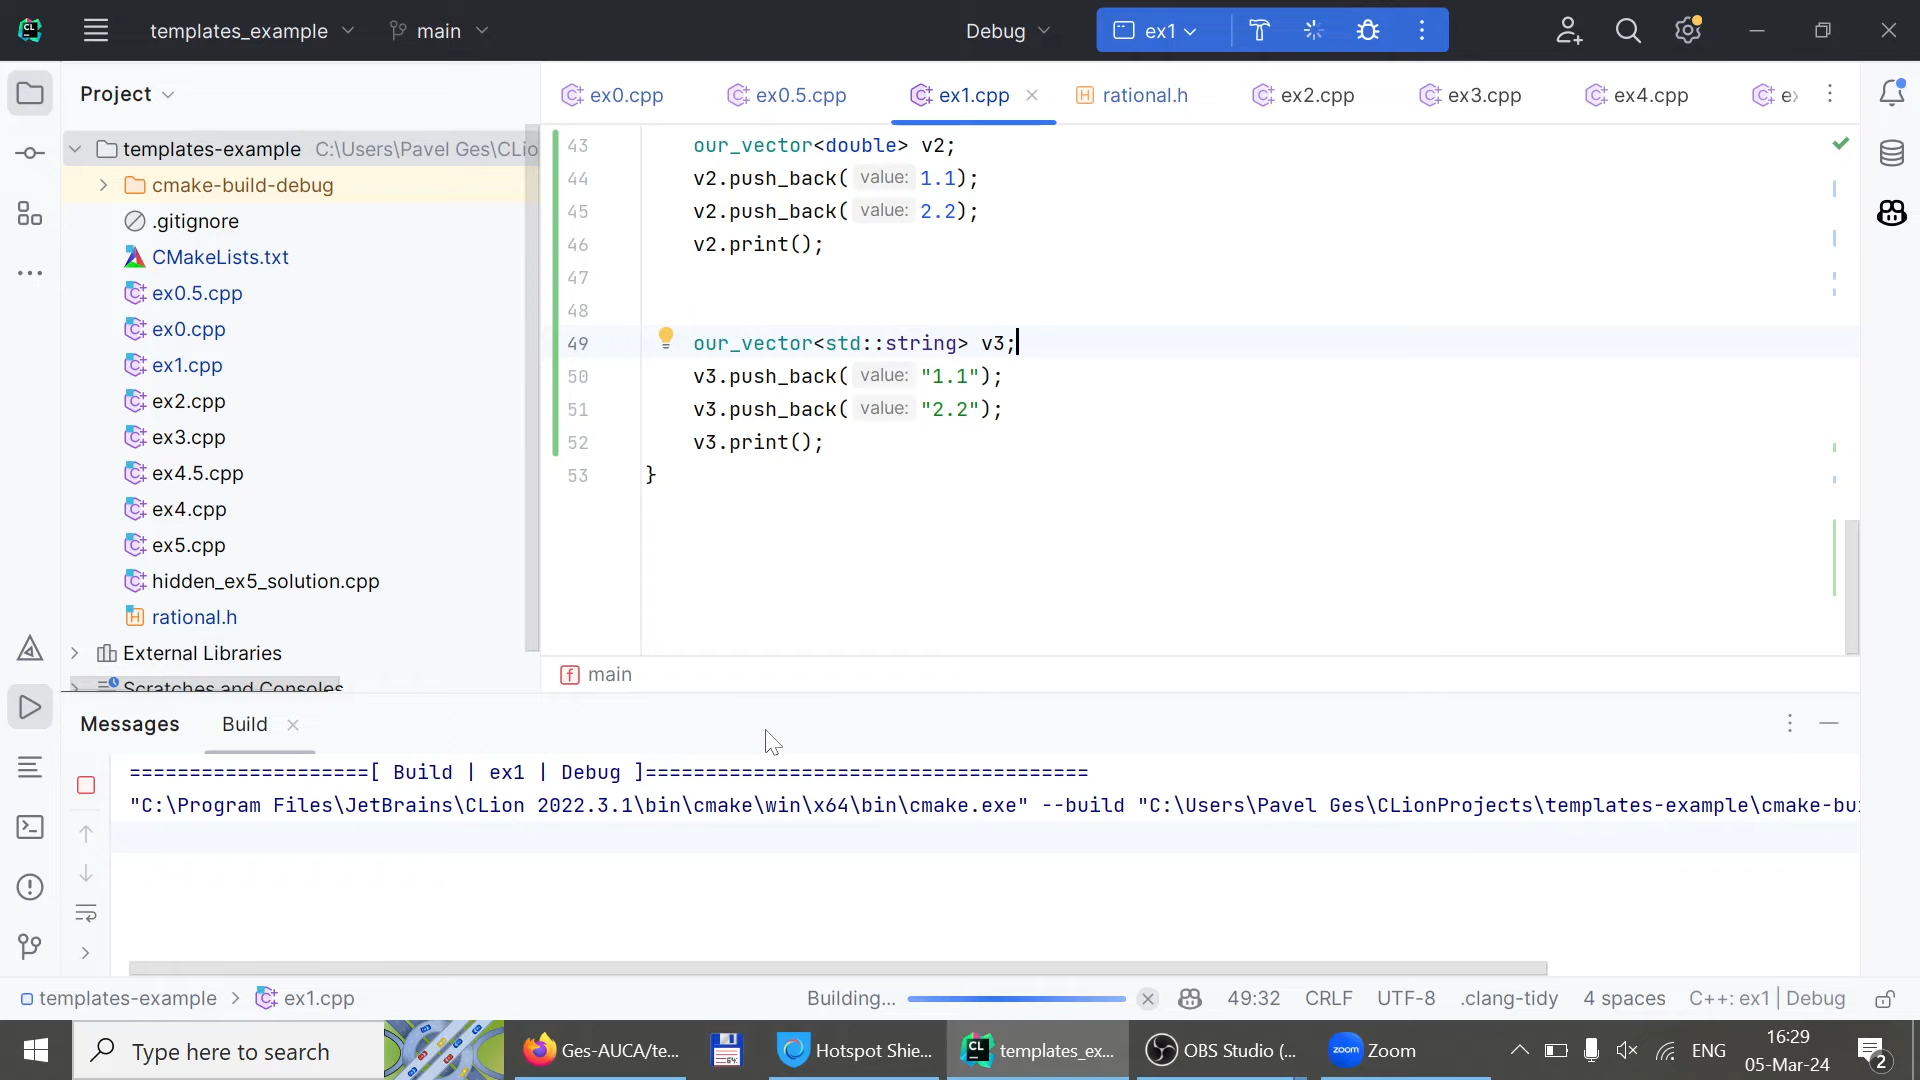 CL
templates_example
main
Debug
ex1
Project
ex0.cpp
ex0.5.cpp
ex1.cpp
rational.h
ex2.cpp
ex3.cpp
ex4.cpp
templates-example C:\Users\Pavel Ges\CLio
cmake-build-debug
.gitignore
CMakeLists.txt
ex0.5.cpp
ex0.cpp
ex1.cpp
ex2.cpp
ex3.cpp
ex4.5.cpp
ex4.cpp
ex5.cpp
hidden_ex5_solution.cpp
rational.h
External Libraries
Scratches and Consoles
43 our_vector<double> v2;
44 v2.push_back( value: 1.1);
45 v2.push_back( value: 2.2);
46 v2.print();
47
48
49 our_vector<std::string> v3;
50 v3.push_back( value: "1.1");
51 v3.push_back( value: "2.2");
52 v3.print();
53 }
f main
Messages Build
====================[ Build | ex1 | Debug ]=====================================
"C:\Program Files\JetBrains\CLion 2022.3.1\bin\cmake\win\x64\bin\cmake.exe" --build "C:\Users\Pavel Ges\CLionProjects\templates-example\cmake-bu
templates-example > ex1.cpp Building... 49:32 CRLF UTF-8 .clang-tidy 4 spaces C++: ex1 | Debug
Type here to search
Ges-AUCA/te...
Hotspot Shie...
templates_ex...
OBS Studio (...
zoom Zoom
ENG
16:29
05-Mar-24
2